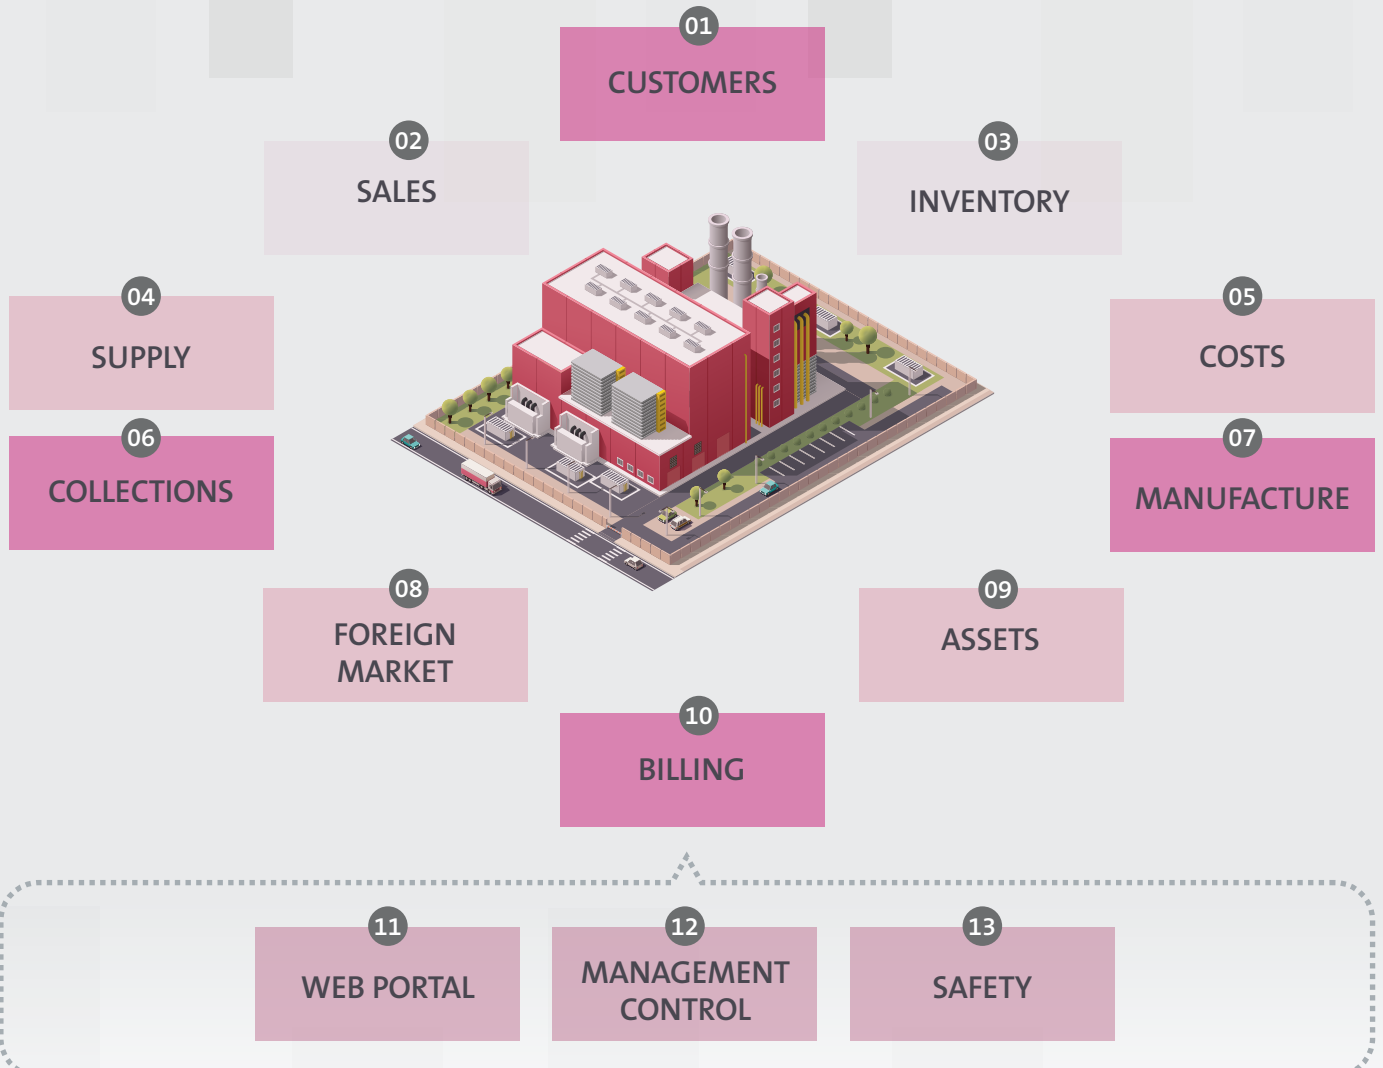 01
CUSTOMERS
02
SALES
03
INVENTORY
04
SUPPLY
05
COSTS
06
COLLECTIONS
07
MANUFACTURE
08
FOREIGN
MARKET
09
ASSETS
10
BILLING
11
WEB PORTAL
12
MANAGEMENT
CONTROL
13
SAFETY